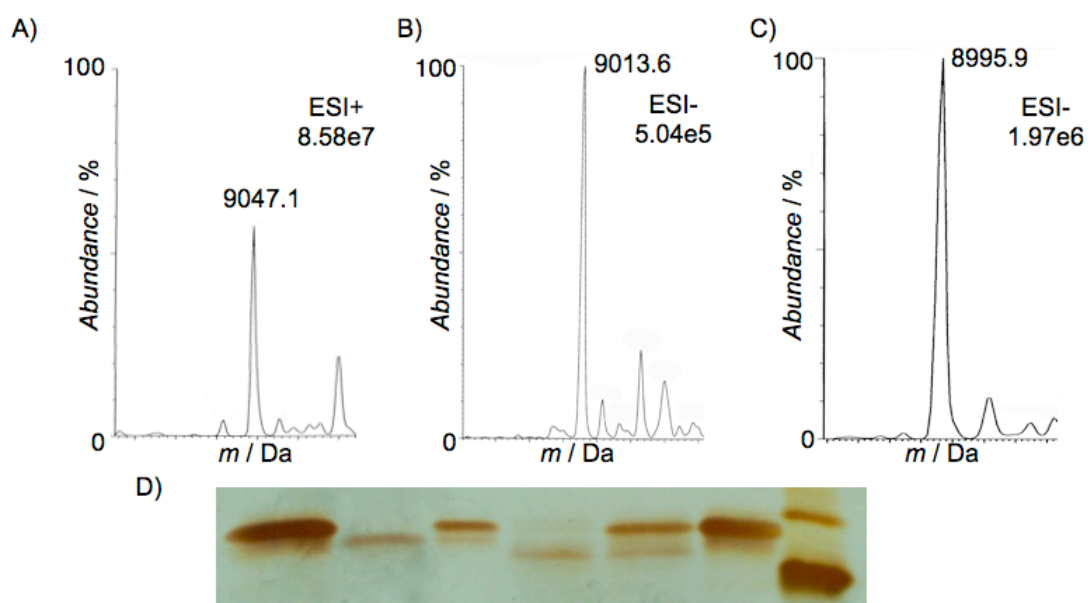 A)
100
9047.1
ESI+
8.58e7
Abundance / %
0
m / Da
B)
100
9013.6
ESI-
5.04e5
Abundance / %
0
m / Da
C)
100
8995.9
ESI-
1.97e6
Abundance / %
0
m / Da
D)